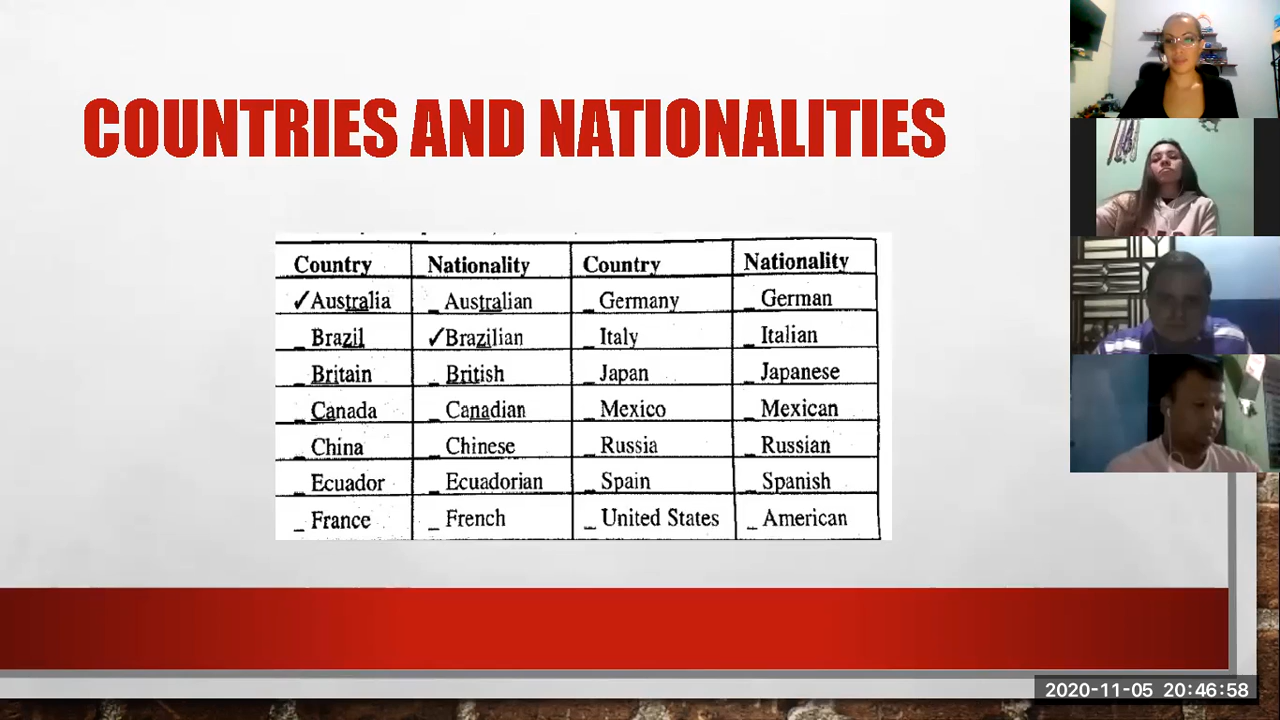 COUNTRIES AND NATIONALITIES
Country Nationality Country Nationality
✓Australia _ Australian _ Germany _ German
_ Brazil ✓Brazilian _ Italy _ Italian
_ Britain _ British _ Japan _ Japanese
_ Canada _ Canadian _ Mexico _ Mexican
_ China _ Chinese _ Russia _ Russian
_ Ecuador _ Ecuadorian _ Spain _ Spanish
_ France _ French _ United States _ American
2020-11-05 20:46:58